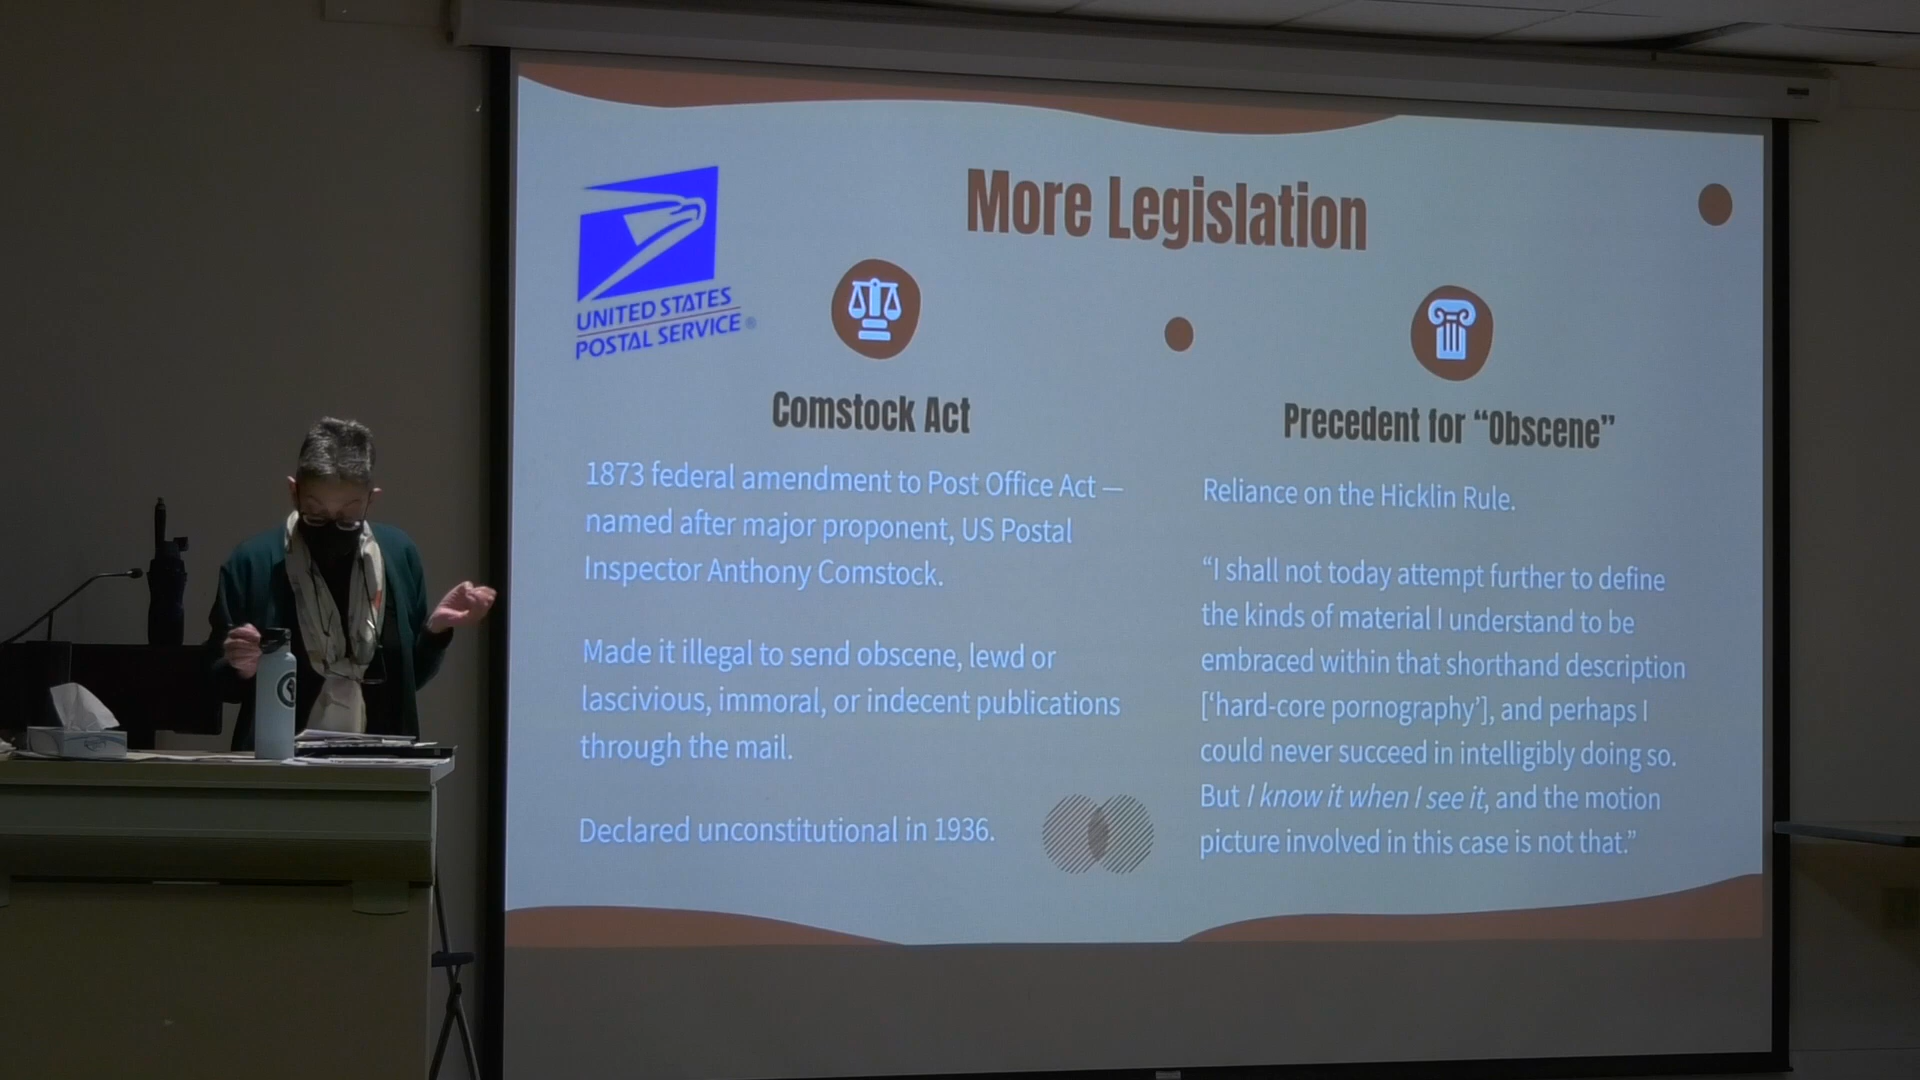 More Legislation
UNITED STATES
POSTAL SERVICE®
Comstock Act
1873 federal amendment to Post Office Act —
named after major proponent, US Postal
Inspector Anthony Comstock.
Made it illegal to send obscene, lewd or
lascivious, immoral, or indecent publications
through the mail.
Declared unconstitutional in 1936.
Precedent for “Obscene”
Reliance on the Hicklin Rule.
“I shall not today attempt further to define
the kinds of material I understand to be
embraced within that shorthand description
[‘hard-core pornography’], and perhaps I
could never succeed in intelligibly doing so.
But I know it when I see it, and the motion
picture involved in this case is not that.”